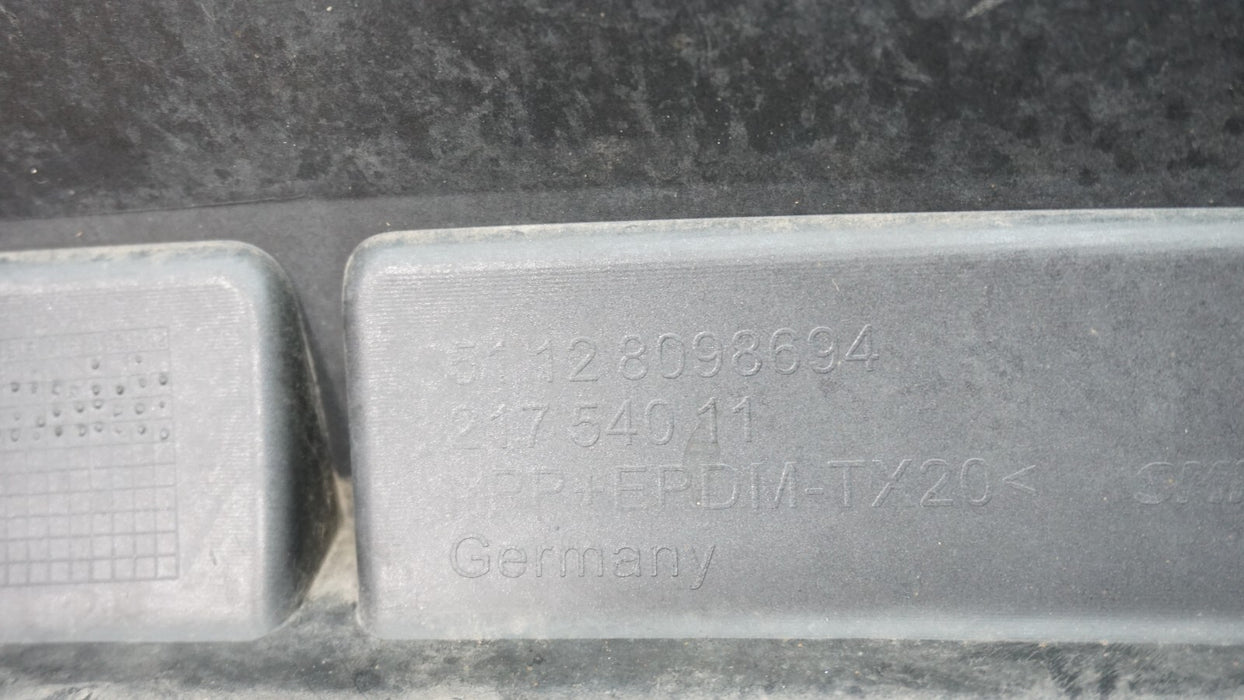 51 12 8098694
217 540 11
>PP+EPDM-TX20<
Germany